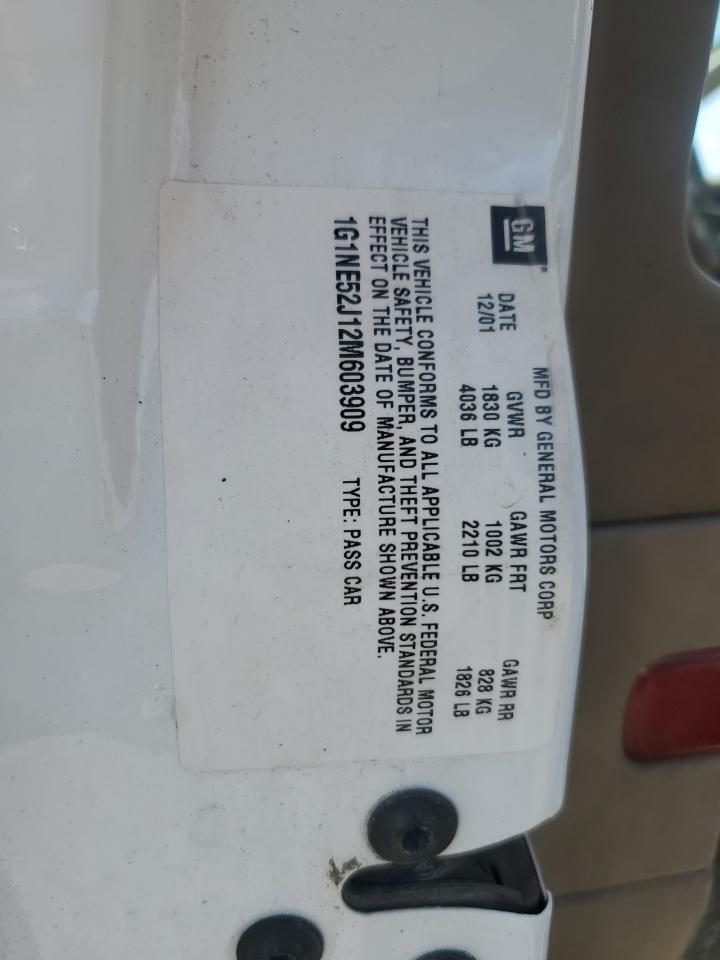 MFD BY GENERAL MOTORS CORP
GM
DATE GVWR GAWR FRT GAWR RR
12/01 1830 KG 1002 KG 828 KG
4036 LB 2210 LB 1826 LB
THIS VEHICLE CONFORMS TO ALL APPLICABLE U.S. FEDERAL MOTOR
VEHICLE SAFETY, BUMPER, AND THEFT PREVENTION STANDARDS IN
EFFECT ON THE DATE OF MANUFACTURE SHOWN ABOVE.
1G1NE52J12M603909 TYPE: PASS CAR